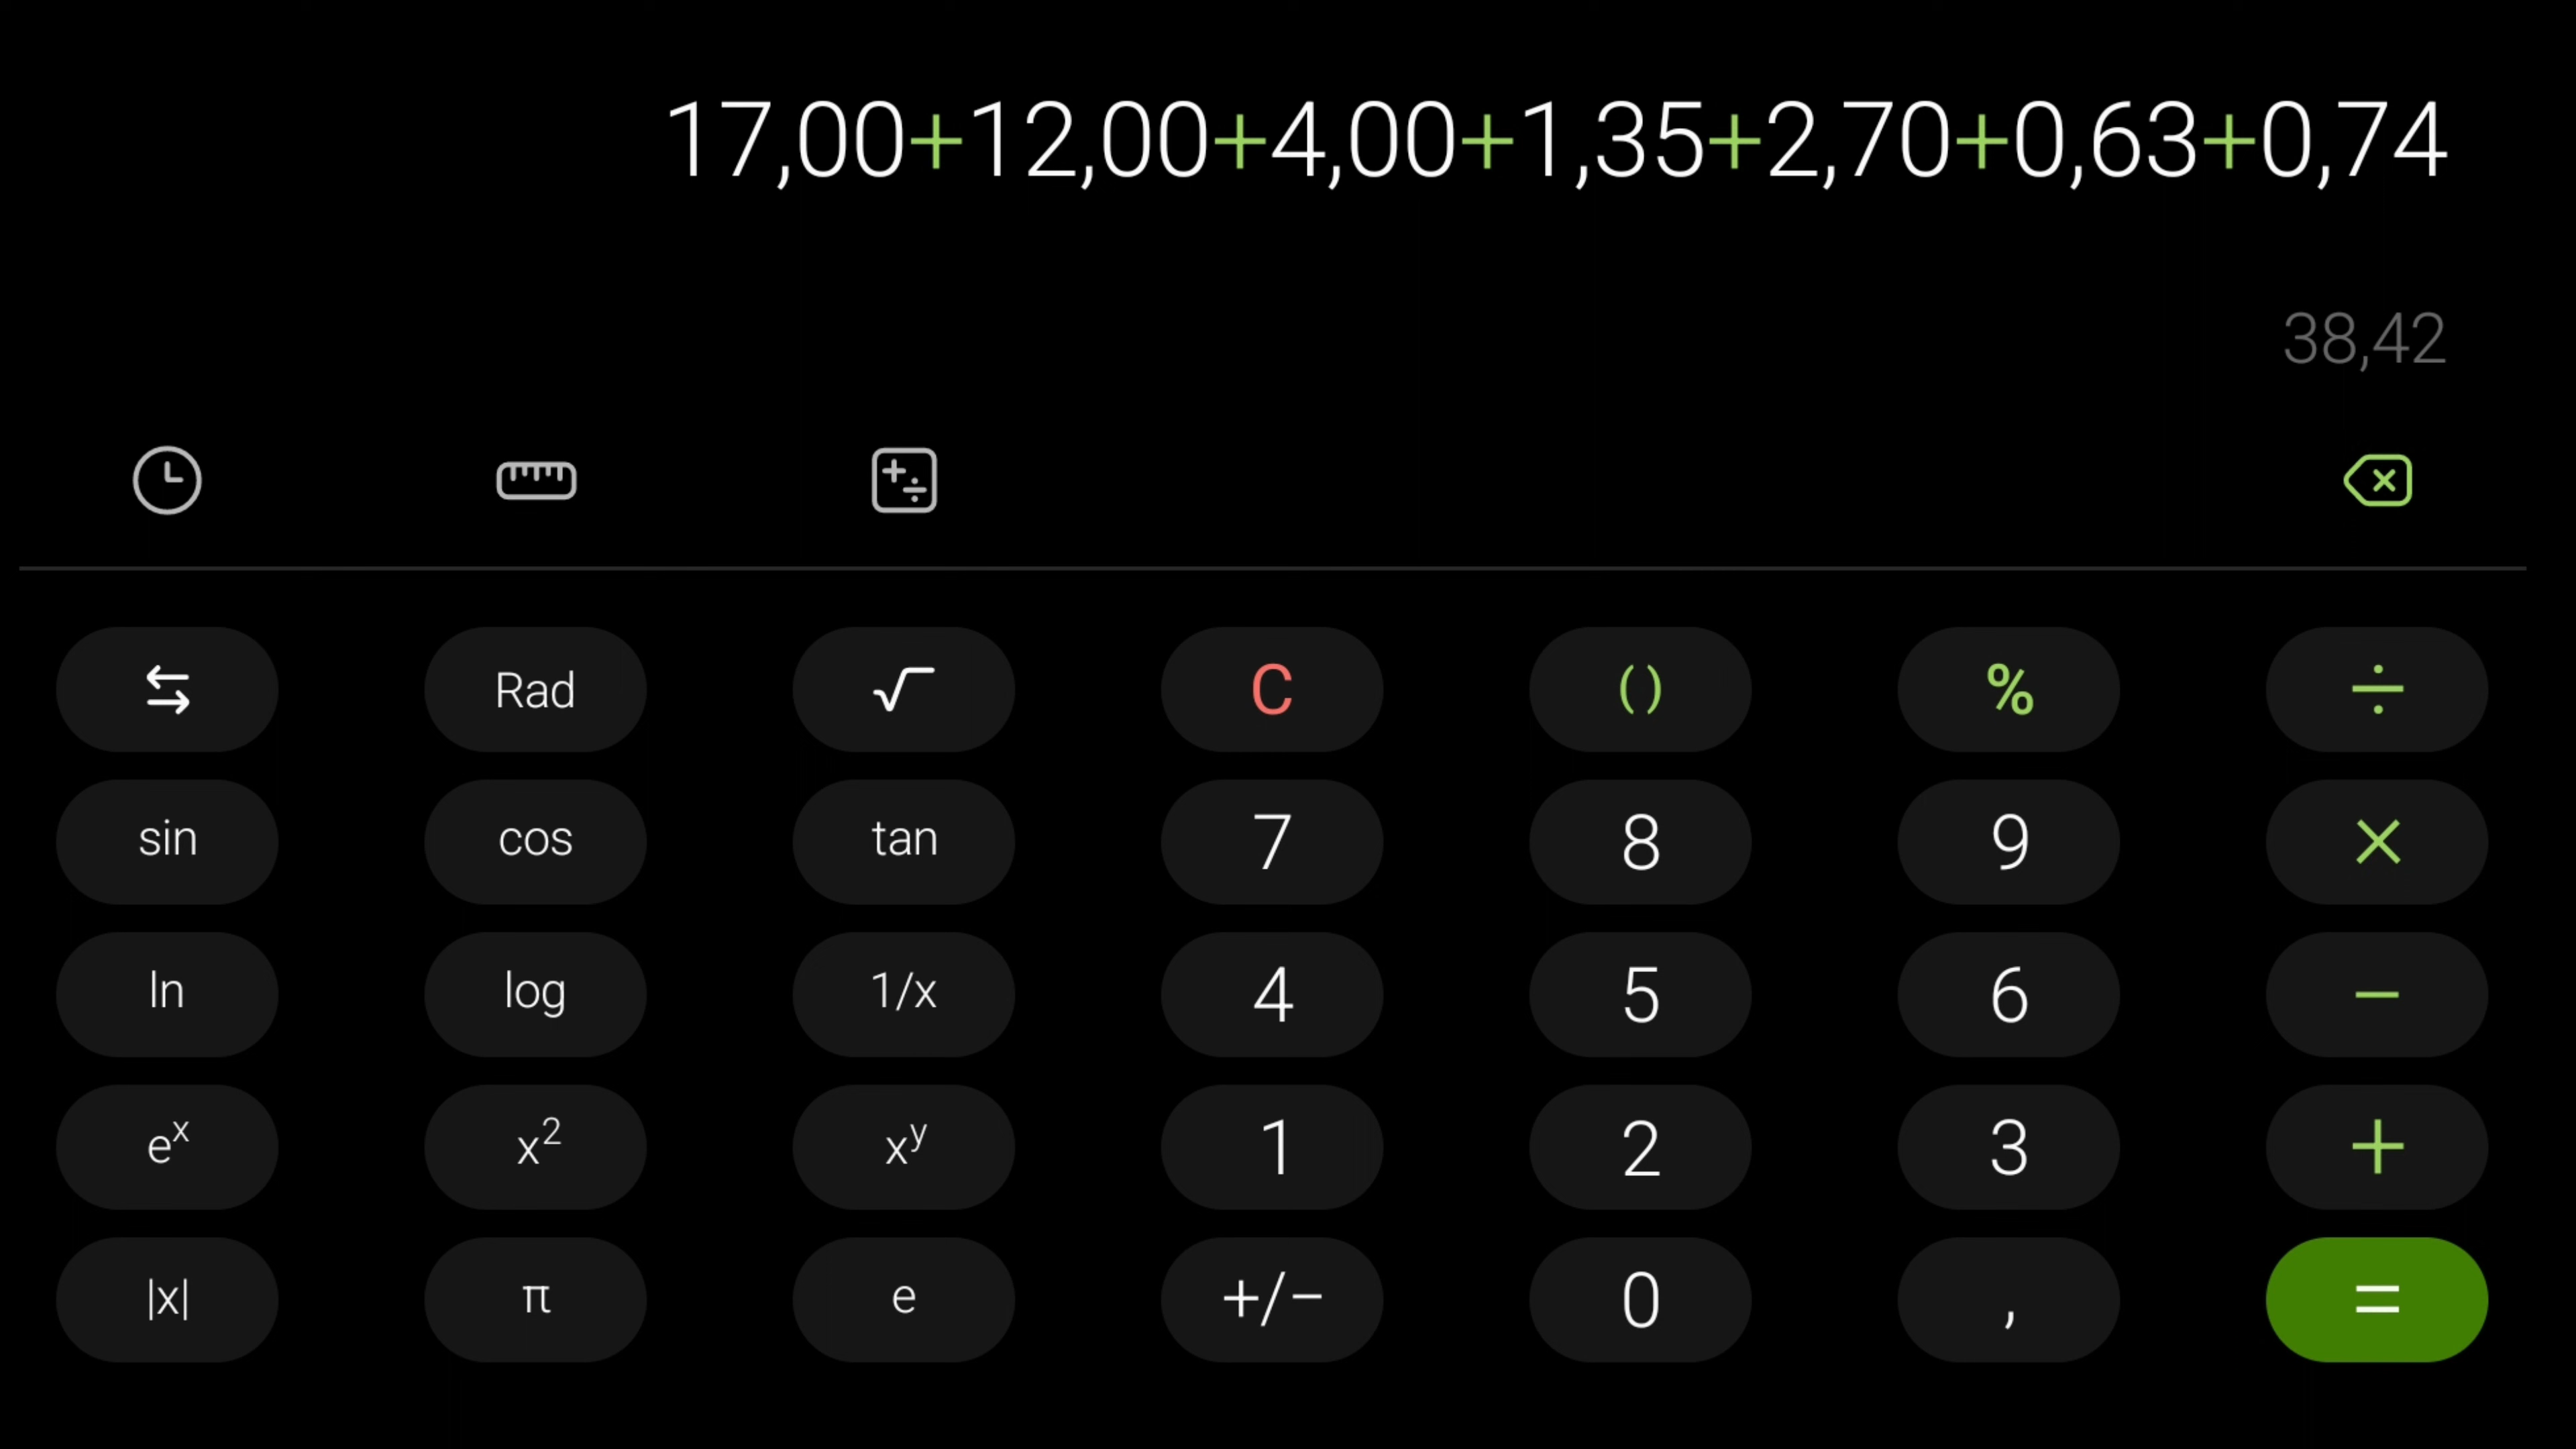 17,00+12,00+4,00+1,35+2,70+0,63+0,74
38,42
Rad √ C () % ÷
sin cos tan 7 8 9 ×
ln log 1/x 4 5 6 −
eˣ x² xʸ 1 2 3 +
|x| π e +/− 0 , =